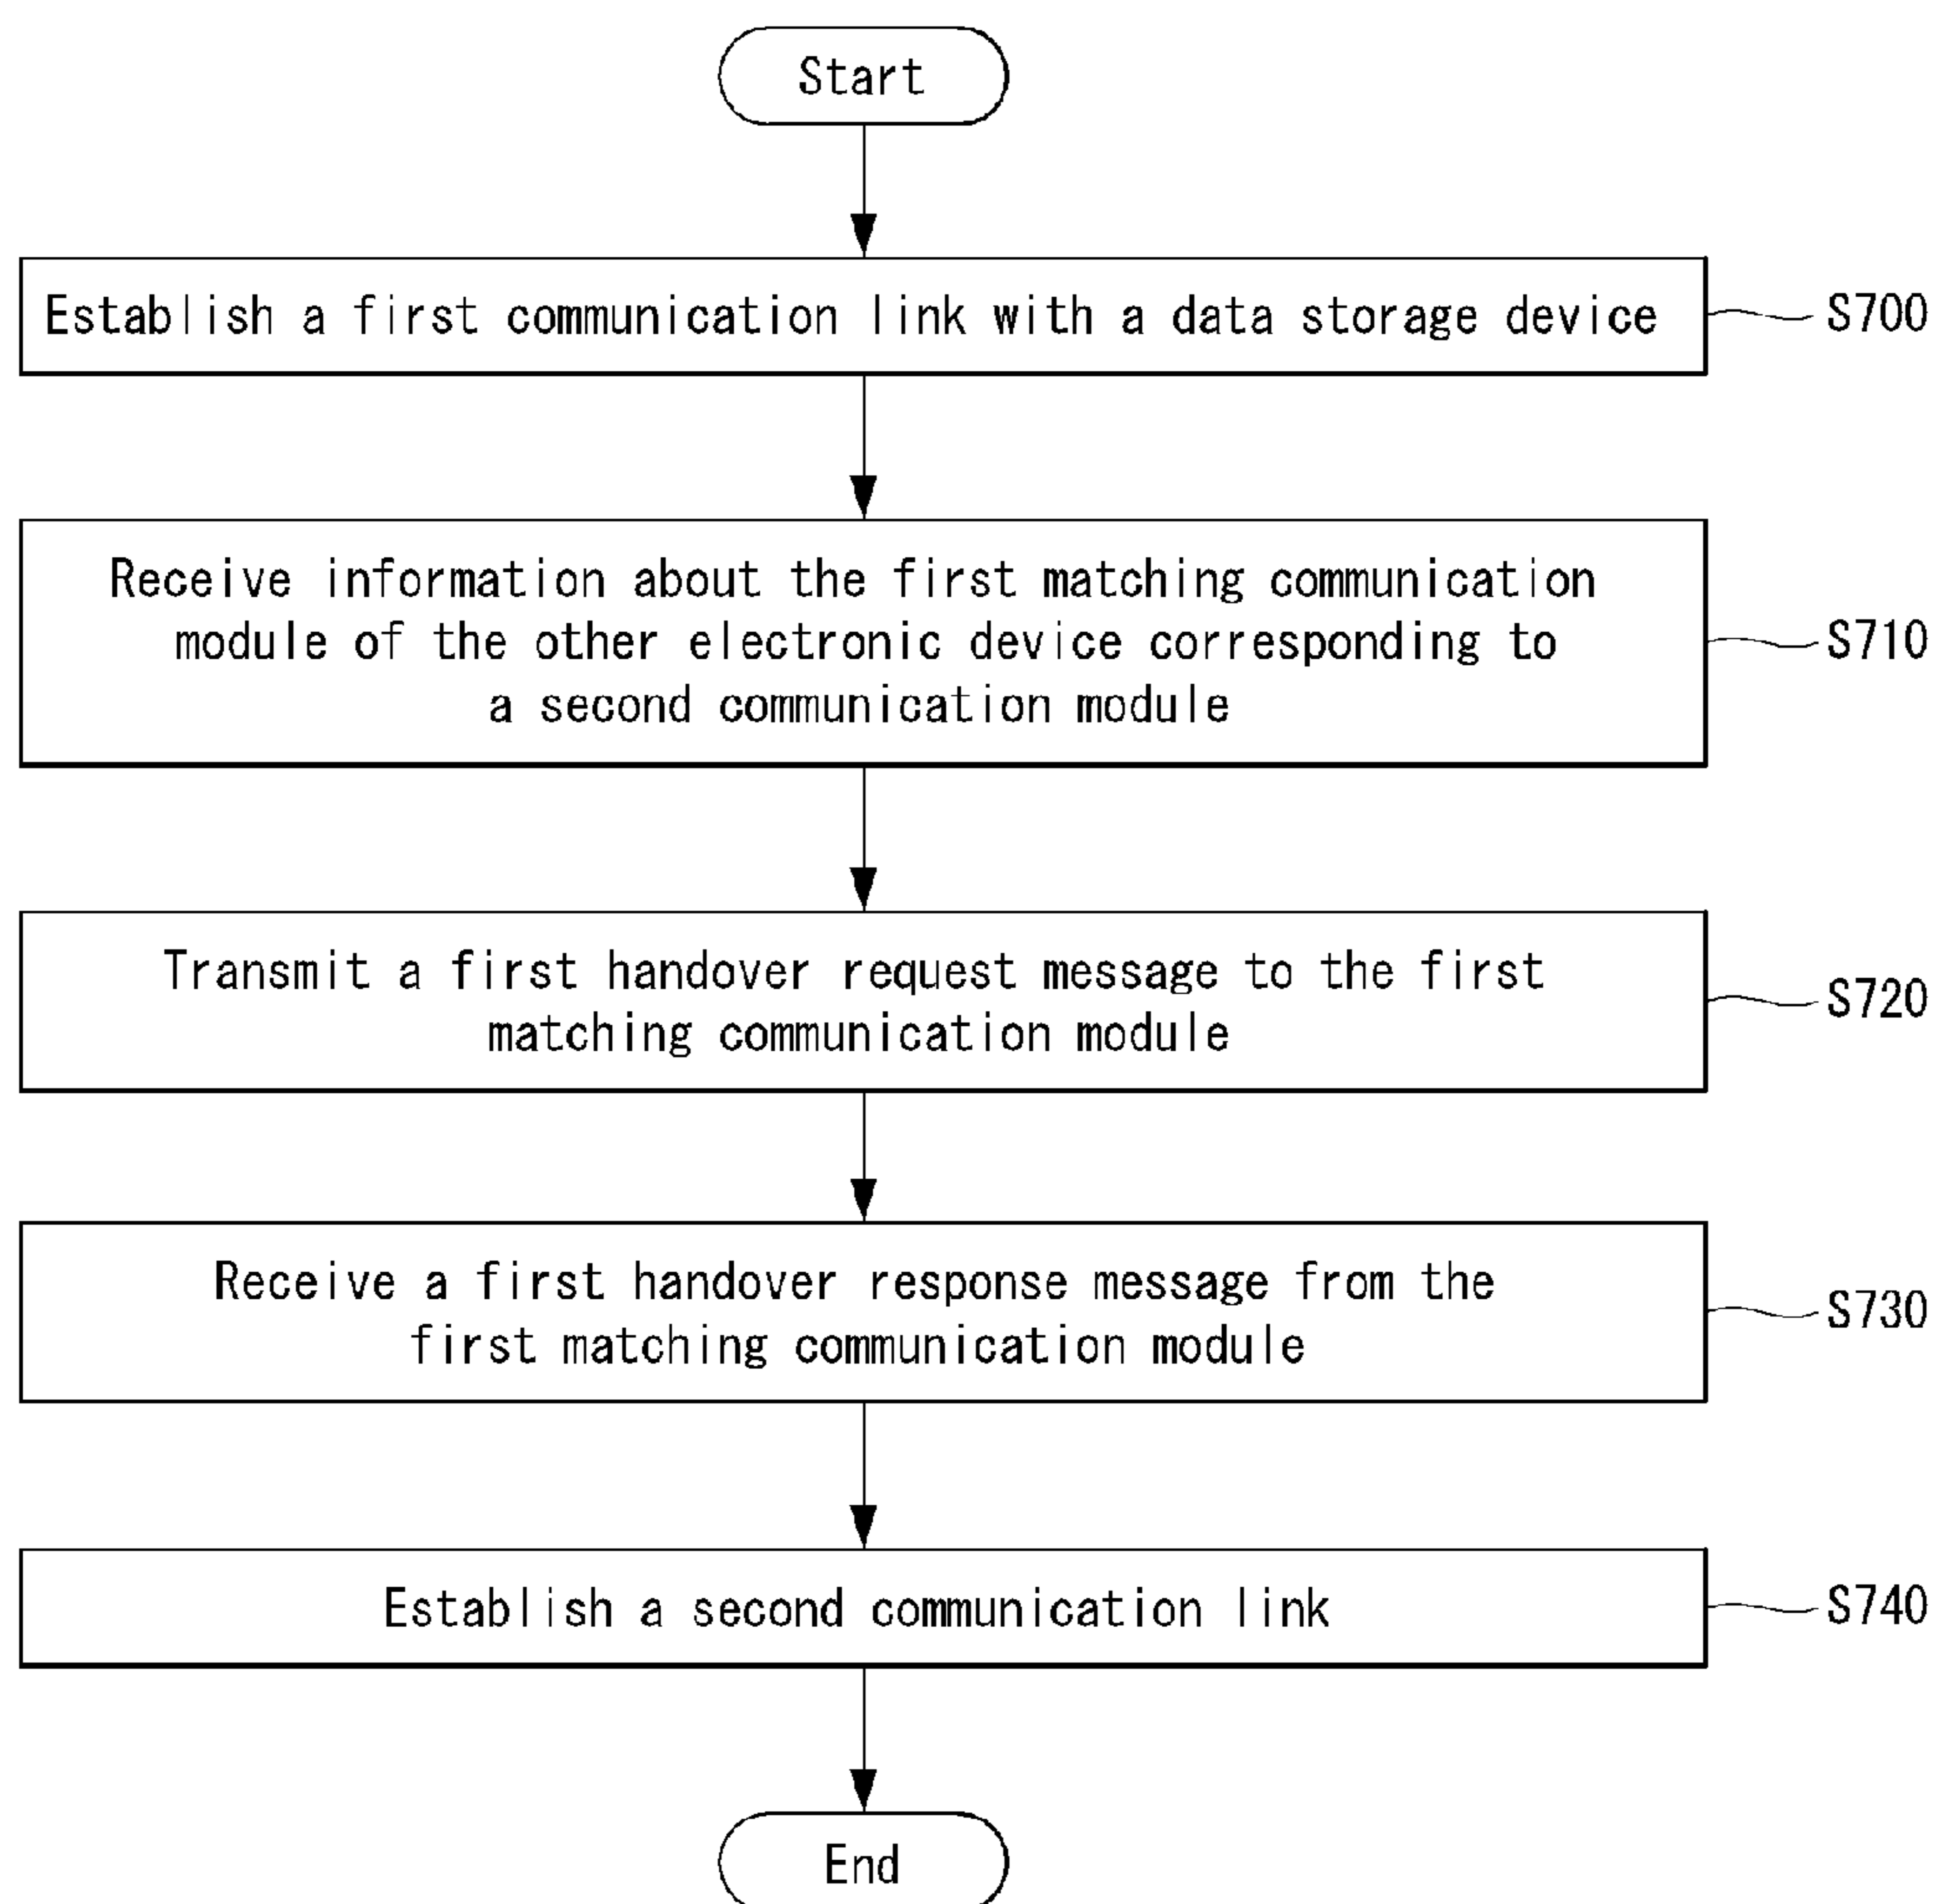 Start
Establish a first communication link with a data storage device
S700
Receive information about the first matching communication
module of the other electronic device corresponding to
a second communication module
S710
Transmit a first handover request message to the first
matching communication module
S720
Receive a first handover response message from the
first matching communication module
S730
Establish a second communication link
S740
End